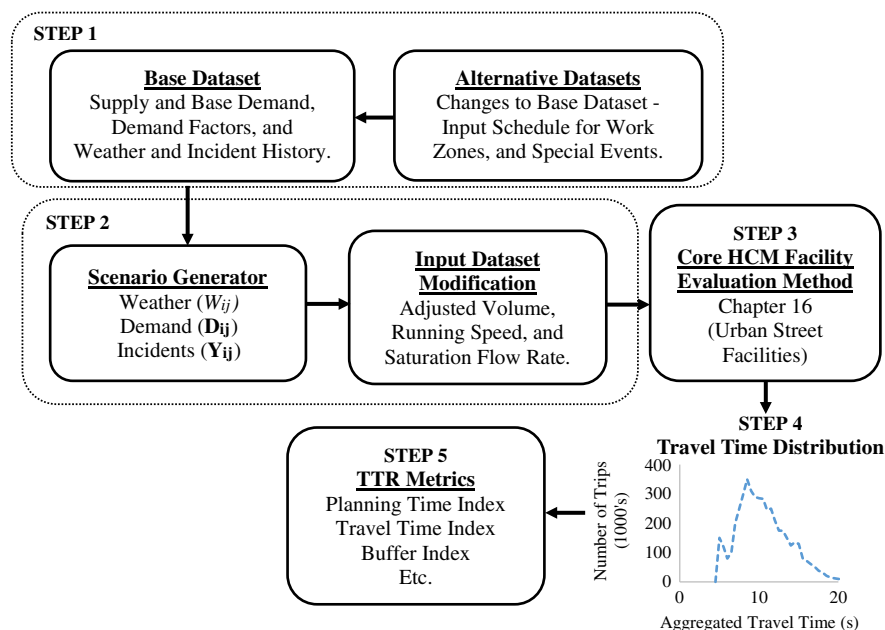 STEP 1
Base Dataset
Supply and Base Demand,
Demand Factors, and
Weather and Incident History.
Alternative Datasets
Changes to Base Dataset -
Input Schedule for Work
Zones, and Special Events.
STEP 2
Scenario Generator
Weather (Wij)
Demand (Dij)
Incidents (Yij)
Input Dataset
Modification
Adjusted Volume,
Running Speed, and
Saturation Flow Rate.
STEP 3
Core HCM Facility
Evaluation Method
Chapter 16
(Urban Street
Facilities)
STEP 4
Travel Time Distribution
Number of Trips
(1000's)
400
300
200
100
0
0 10 20
Aggregated Travel Time (s)
STEP 5
TTR Metrics
Planning Time Index
Travel Time Index
Buffer Index
Etc.